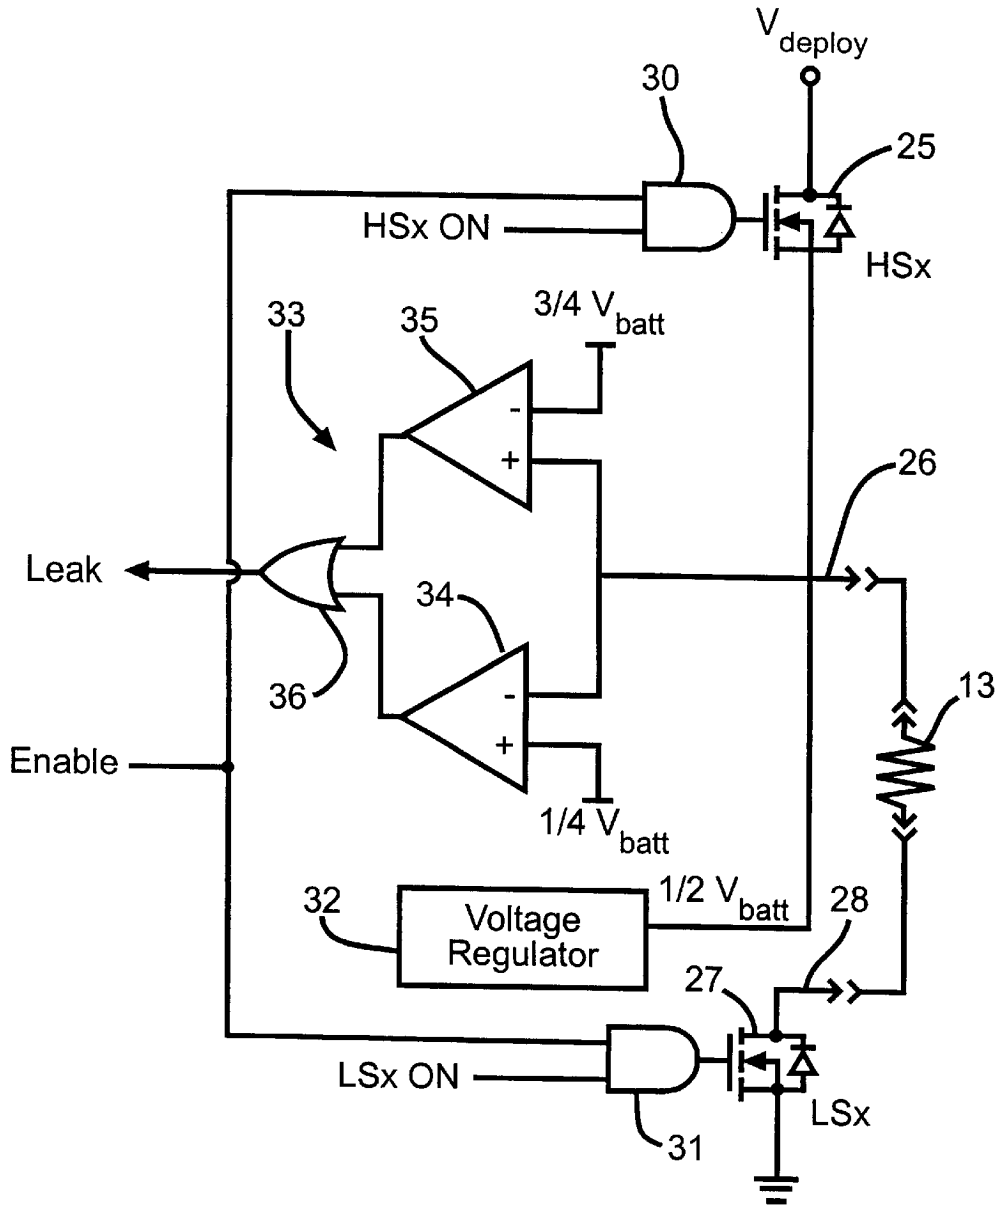 V deploy
30
25
HSx ON
HSx
3/4 V batt
33
35
-
+
26
Leak
34
36
-
13
+
Enable
1/4 V batt
1/2 V batt
32
Voltage
Regulator
28
27
LSx ON
LSx
31